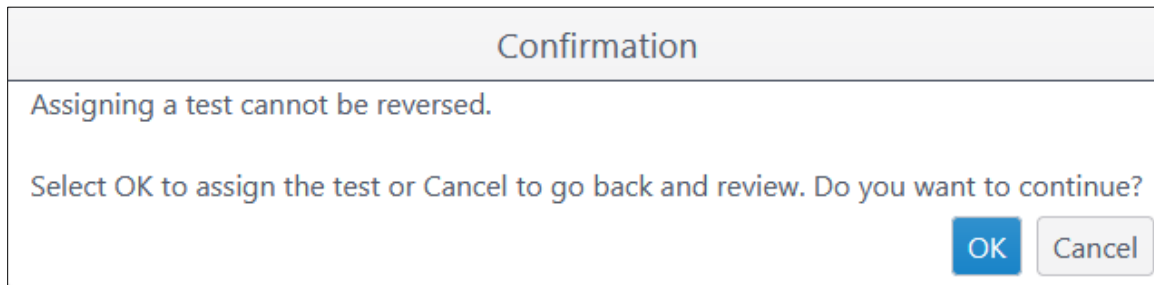 Confirmation
Assigning a test cannot be reversed.
Select OK to assign the test or Cancel to go back and review. Do you want to continue?
OK Cancel